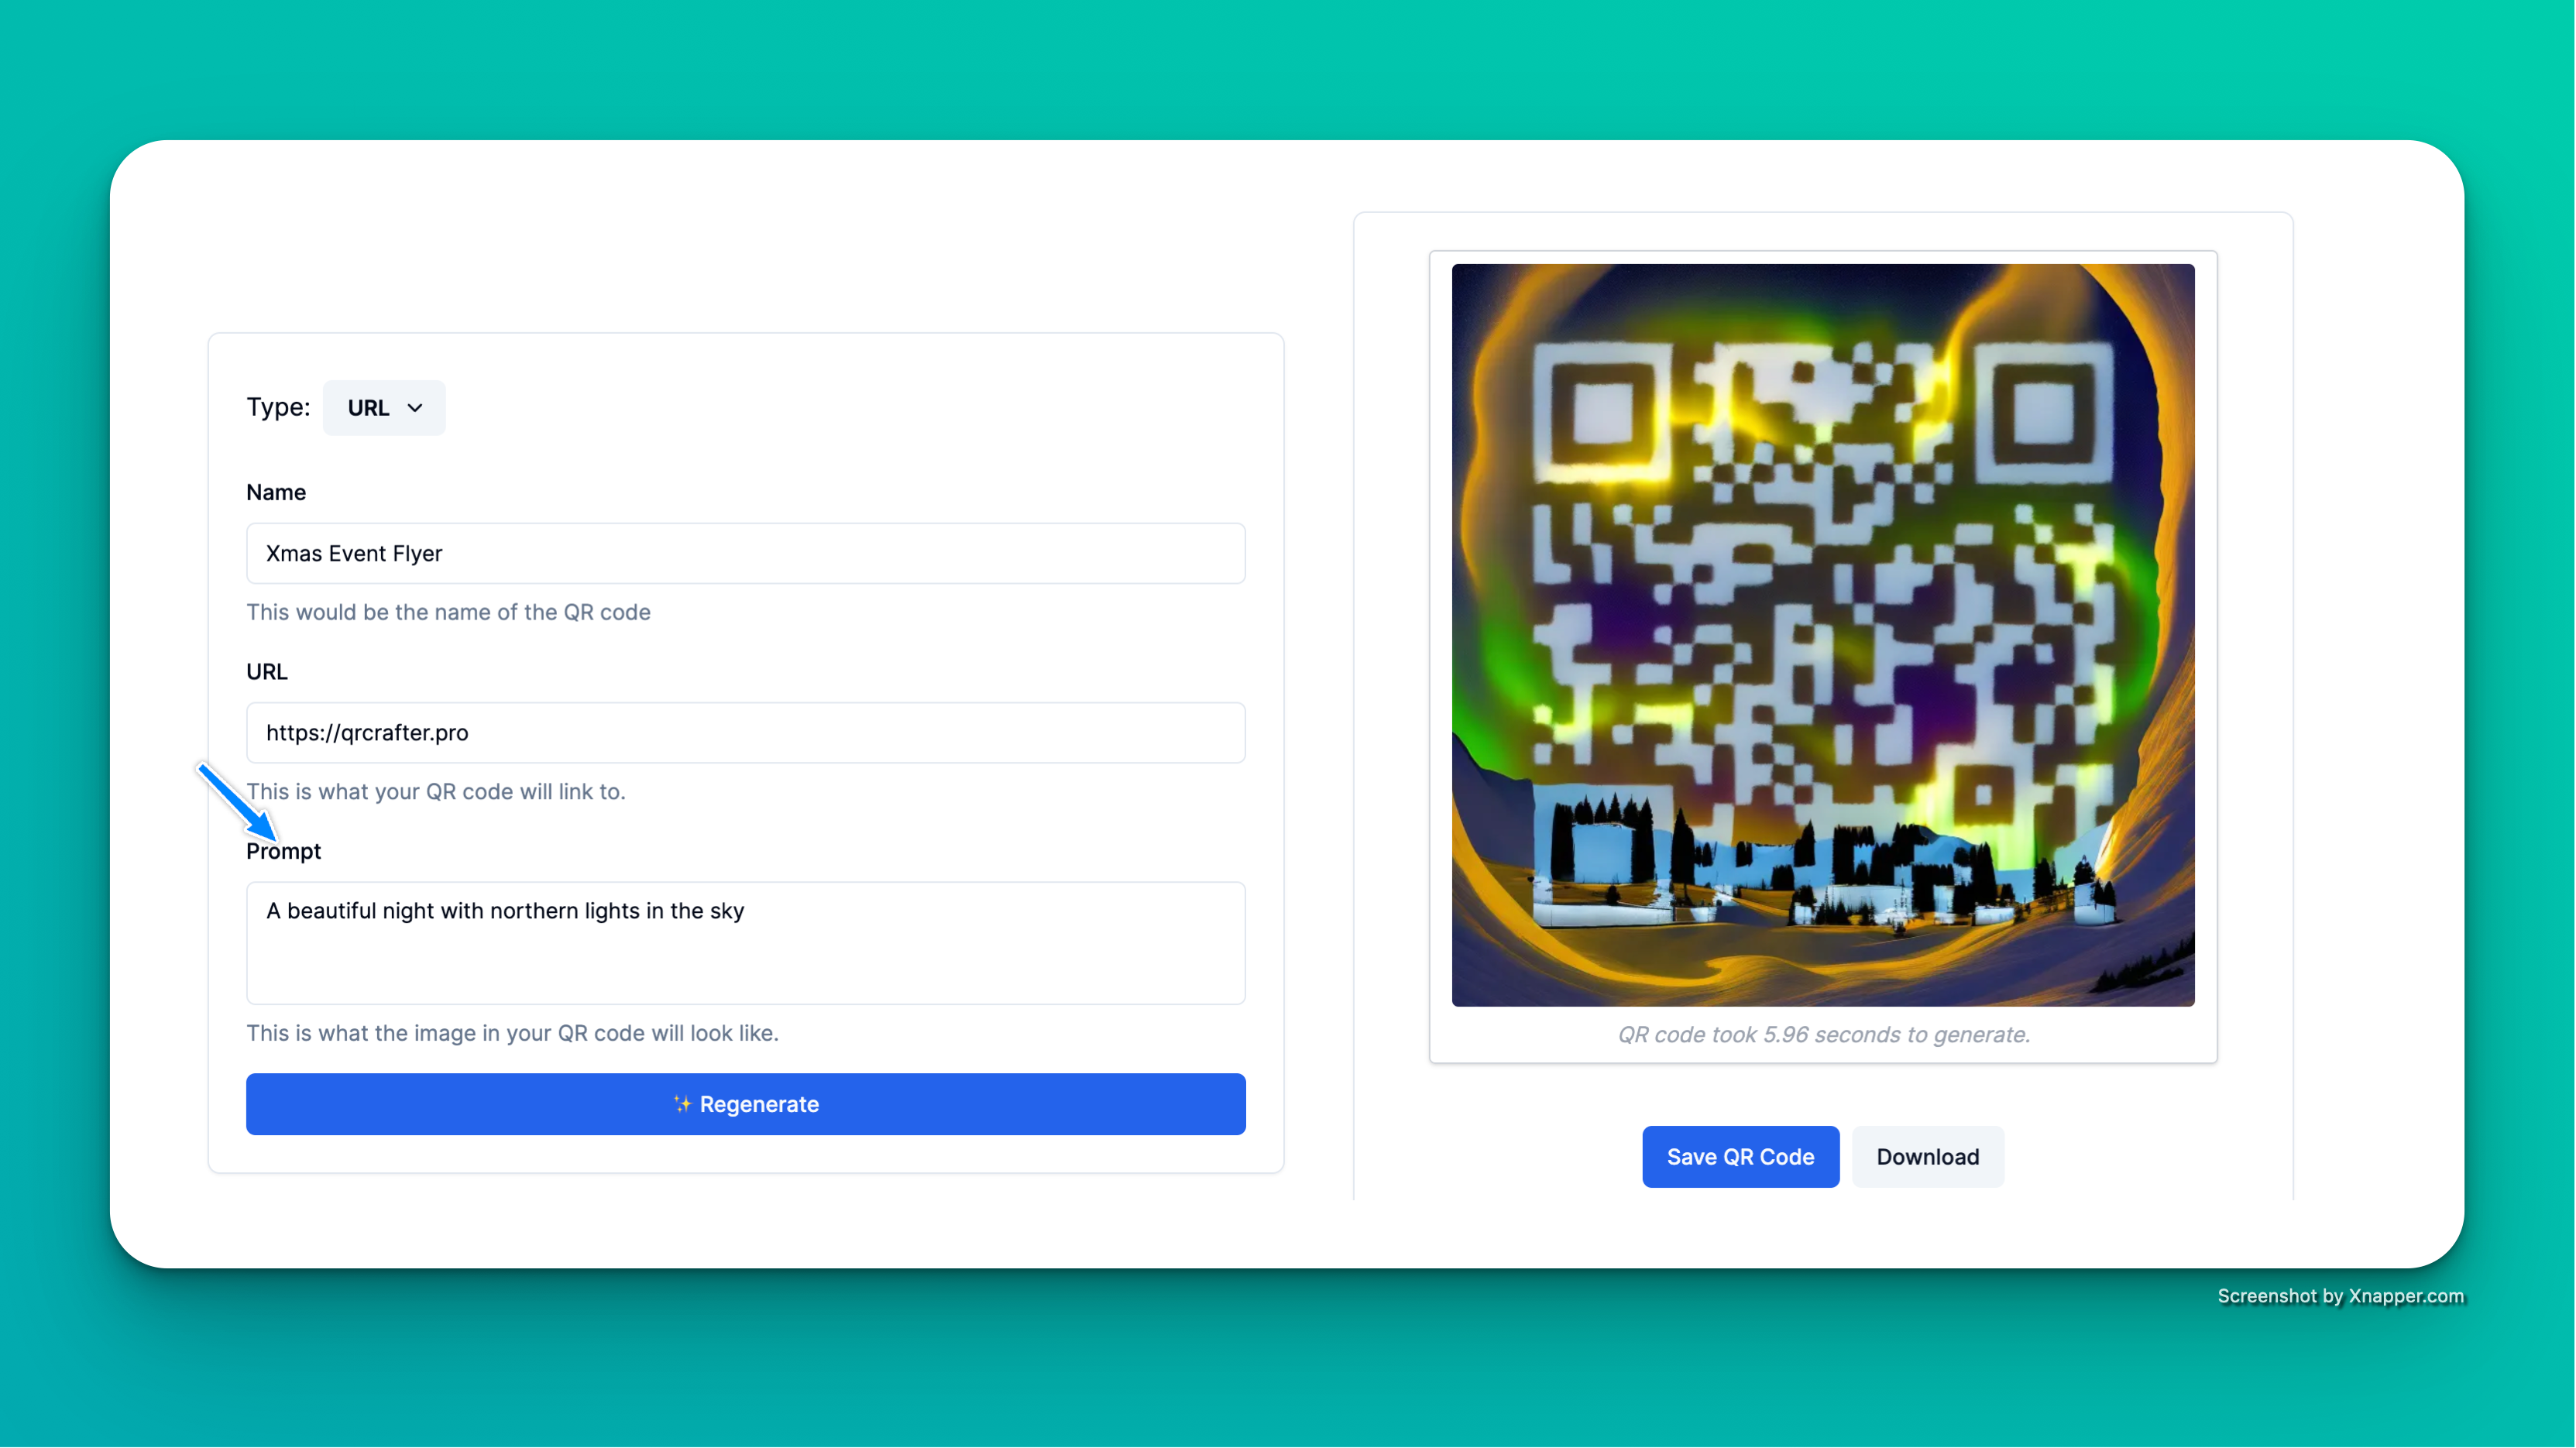 Type: URL
Name
Xmas Event Flyer
This would be the name of the QR code
URL
https://qrcrafter.pro
This is what your QR code will link to.
Prompt
A beautiful night with northern lights in the sky
This is what the image in your QR code will look like.
✨ Regenerate
QR code took 5.96 seconds to generate.
Save QR Code
Download
Screenshot by Xnapper.com